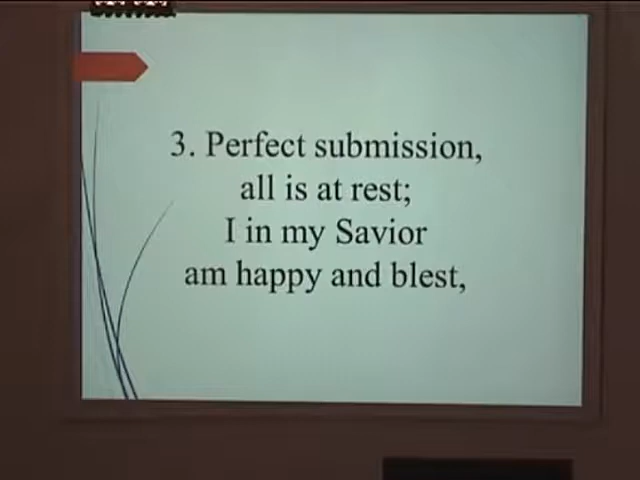 3. Perfect submission,
all is at rest;
I in my Savior
am happy and blest,